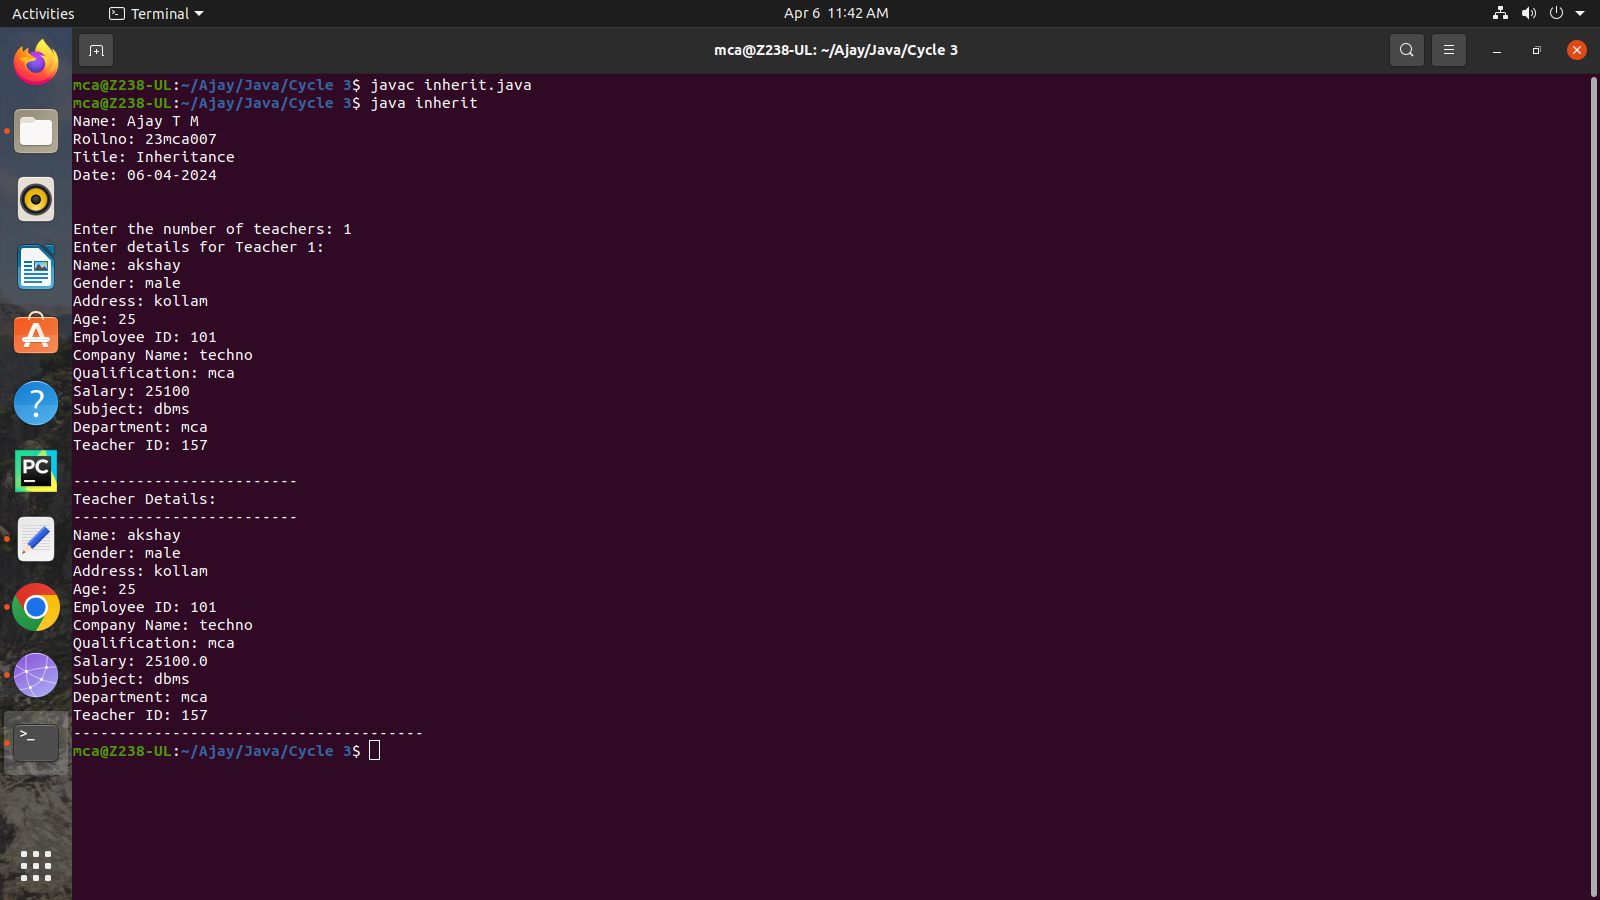 Activities
Terminal
Apr 6 11:42 AM
mca@Z238-UL: ~/Ajay/Java/Cycle 3
mca@Z238-UL:~/Ajay/Java/Cycle 3$ javac inherit.java
mca@Z238-UL:~/Ajay/Java/Cycle 3$ java inherit
Name: Ajay T M
Rollno: 23mca007
Title: Inheritance
Date: 06-04-2024
Enter the number of teachers: 1
Enter details for Teacher 1:
Name: akshay
Gender: male
Address: kollam
Age: 25
Employee ID: 101
Company Name: techno
Qualification: mca
Salary: 25100
Subject: dbms
Department: mca
Teacher ID: 157
-------------------------
Teacher Details:
-------------------------
Name: akshay
Gender: male
Address: kollam
Age: 25
Employee ID: 101
Company Name: techno
Qualification: mca
Salary: 25100.0
Subject: dbms
Department: mca
Teacher ID: 157
---------------------------------------
mca@Z238-UL:~/Ajay/Java/Cycle 3$
PC